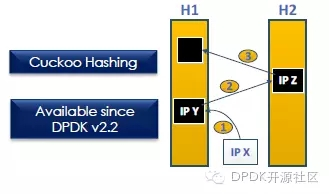 H1 H2
Cuckoo Hashing
3
IP Z
2
Available since
DPDK v2.2
IP Y
1
IP X
DPDK开源社区